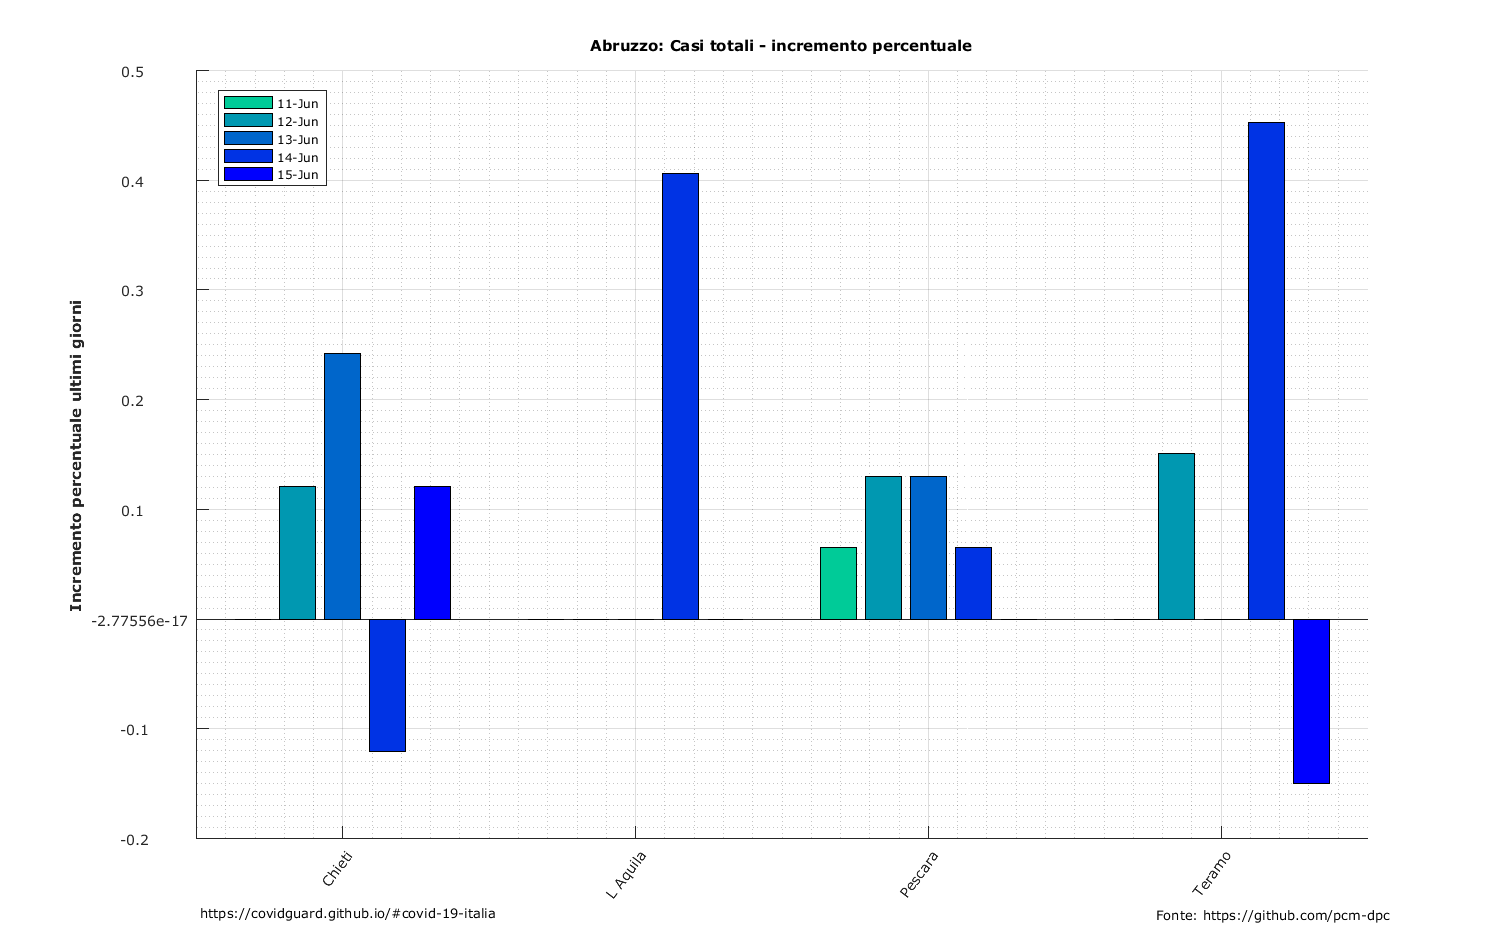 Abruzzo: Casi totali - incremento percentuale
0.5
0.4
0.3
0.2
0.1
-2.77556e-17
-0.1
-0.2
Incremento percentuale ultimi giorni
11-Jun
12-Jun
13-Jun
14-Jun
15-Jun
Chieti
L Aquila
Pescara
Teramo
https://covidguard.github.io/#covid-19-italia
Fonte: https://github.com/pcm-dpc